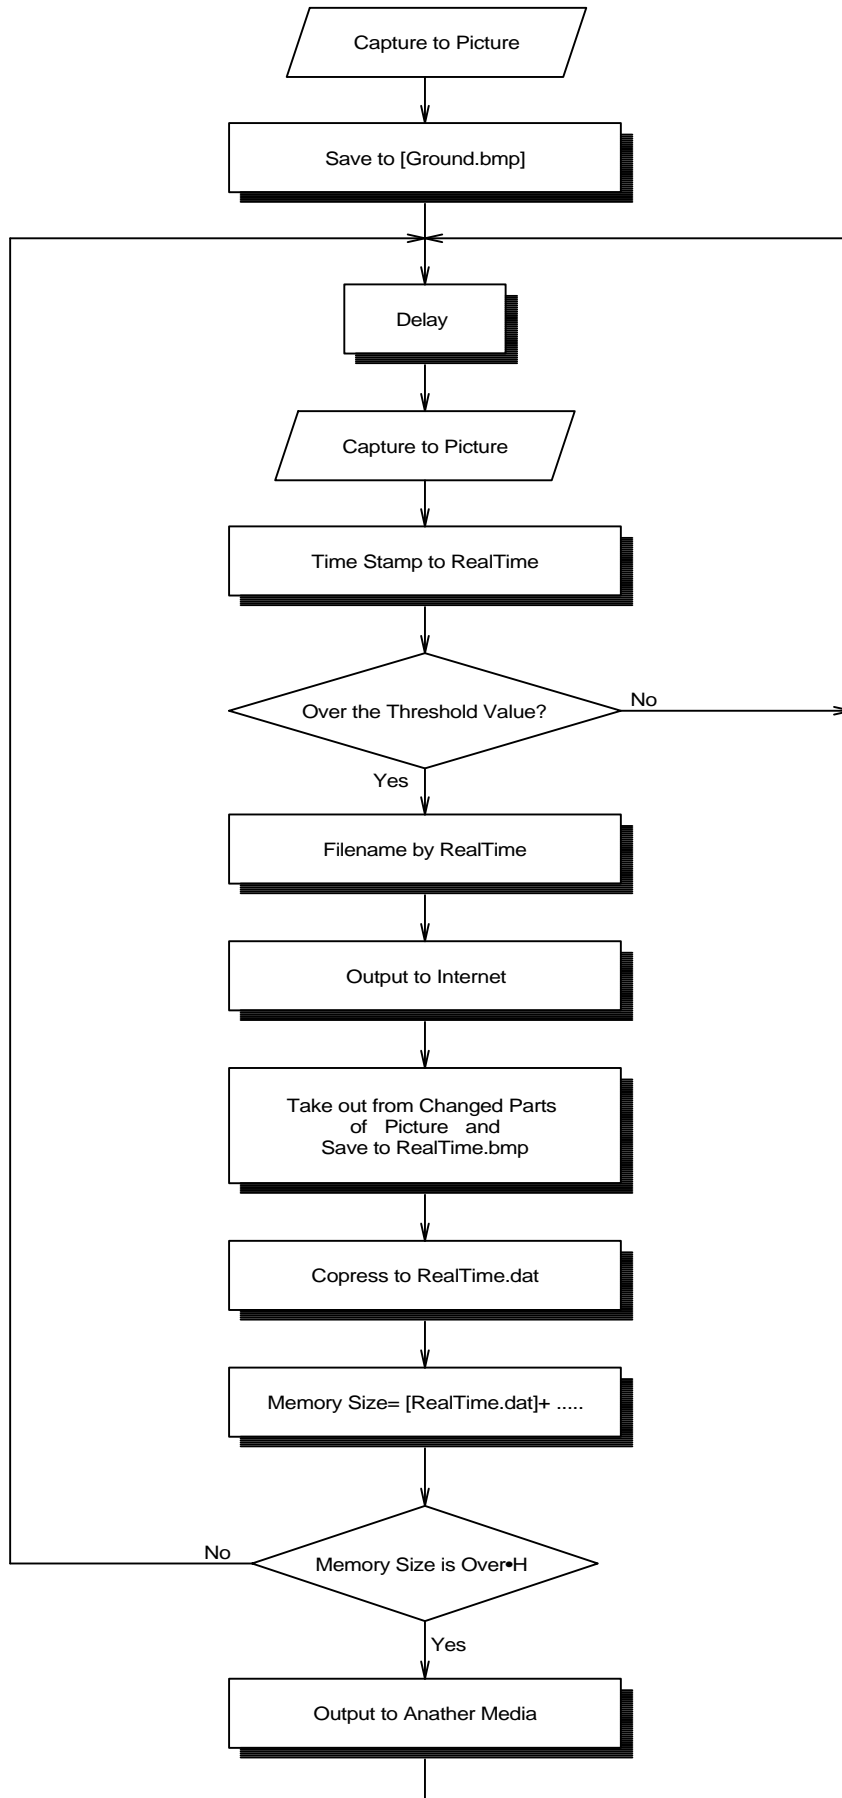 Capture to Picture
Save to [Ground.bmp]
Delay
Capture to Picture
Time Stamp to RealTime
Over the Threshold Value?
No
Yes
Filename by RealTime
Output to Internet
Take out from Changed Parts
of Picture and
Save to RealTime.bmp
Copress to RealTime.dat
Memory Size= [RealTime.dat]+ .....
No
Memory Size is Over•H
Yes
Output to Anather Media